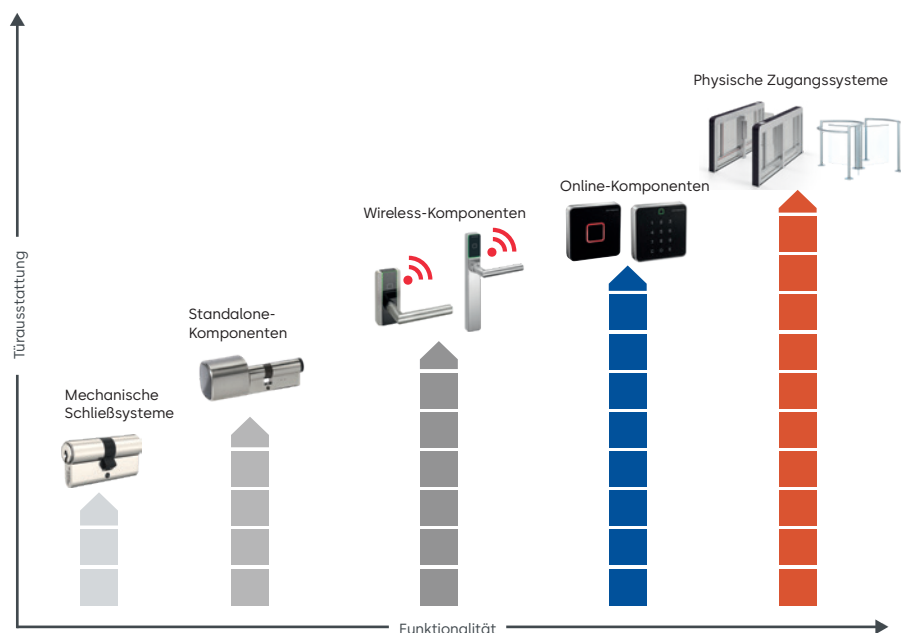 Physische Zugangssysteme
Online-Komponenten
Wireless-Komponenten
Standalone-
Komponenten
Mechanische
Schließsysteme
Türausstattung
Funktionalität